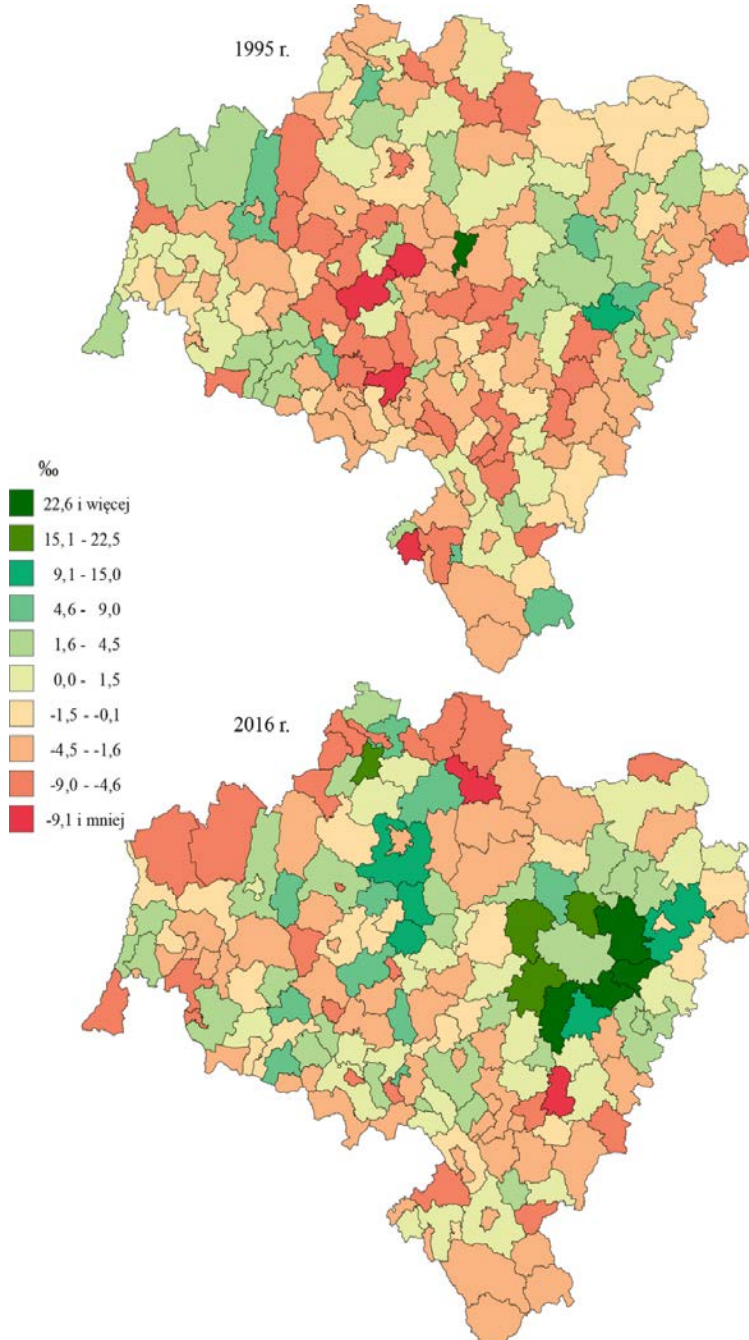 1995 r.
‰
22,6 i więcej
15,1 - 22,5
9,1 - 15,0
4,6 - 9,0
1,6 - 4,5
0,0 - 1,5
-1,5 - -0,1
-4,5 - -1,6
-9,0 - -4,6
-9,1 i mniej
2016 r.